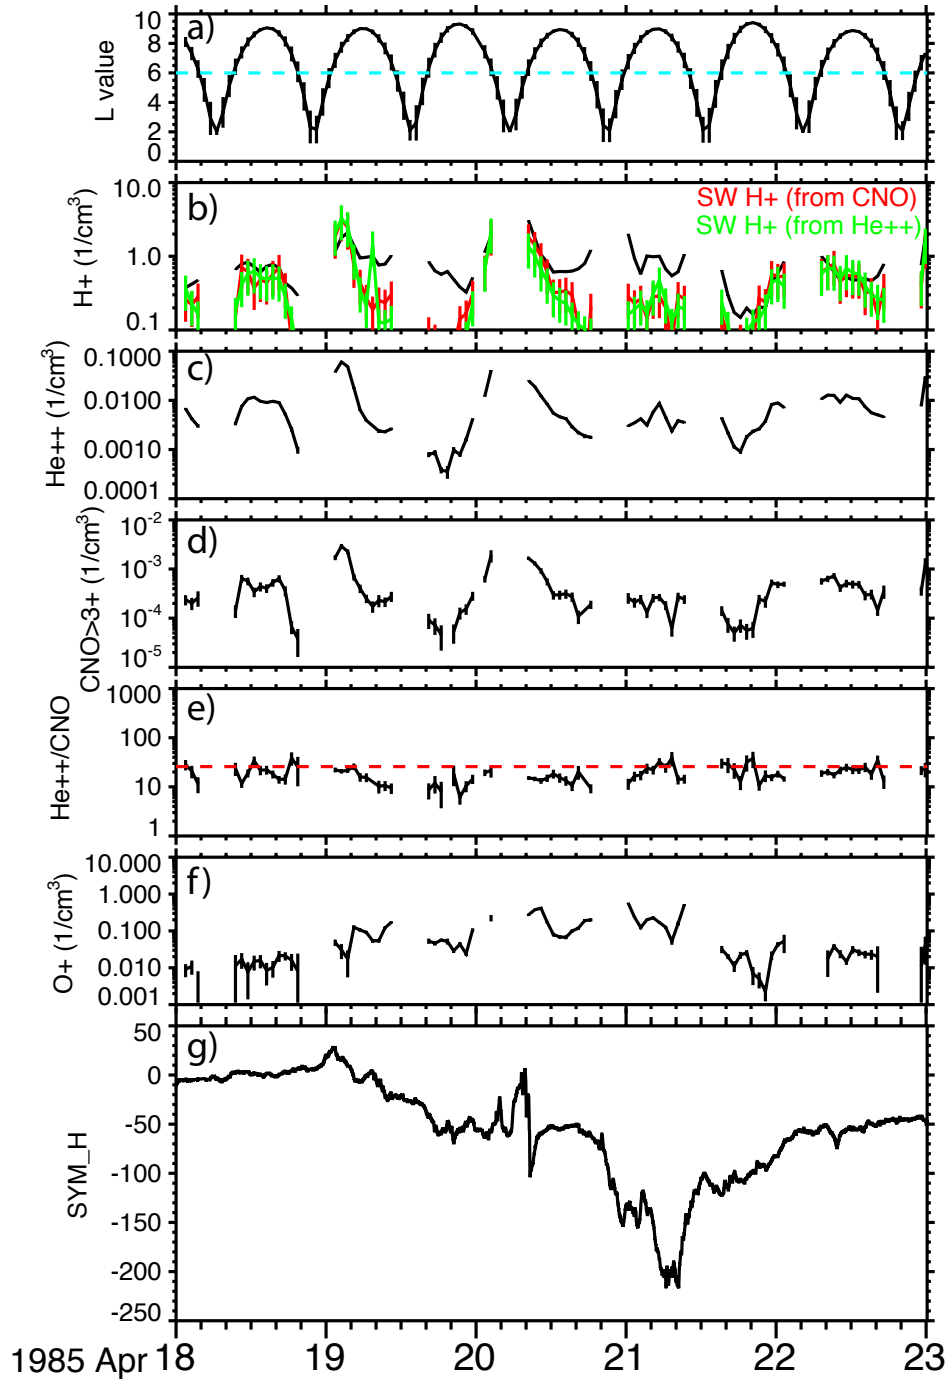 a)
L value
10
8
6
4
2
0
b)
H+ (1/cm³)
10.0
1.0
0.1
SW H+ (from CNO)
SW H+ (from He++)
c)
He++ (1/cm³)
0.1000
0.0100
0.0010
0.0001
d)
CNO>3+ (1/cm³)
10⁻²
10⁻³
10⁻⁴
10⁻⁵
e)
He++/CNO
1000
100
10
1
f)
O+ (1/cm³)
10.000
1.000
0.100
0.010
0.001
g)
SYM_H
50
0
-50
-100
-150
-200
-250
1985 Apr 18 19 20 21 22 23